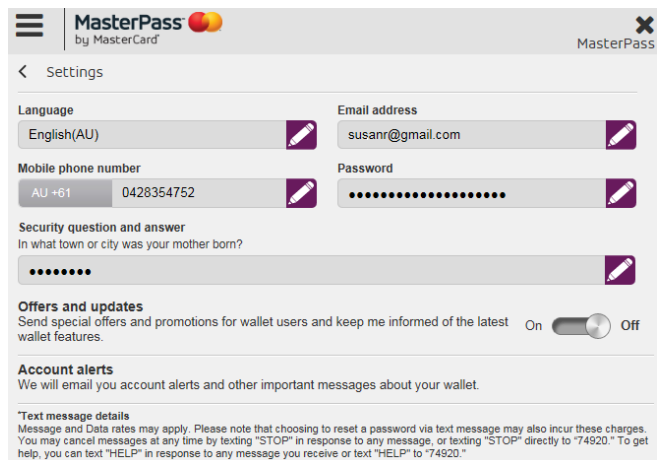 MasterPass
by MasterCard
MasterPass
Settings
Language
Email address
English(AU)
susanr@gmail.com
Mobile phone number
Password
AU +61 0428354752
••••••••••••••••••••
Security question and answer
In what town or city was your mother born?
••••••••
Offers and updates
Send special offers and promotions for wallet users and keep me informed of the latest
wallet features.
On Off
Account alerts
We will email you account alerts and other important messages about your wallet.
*Text message details
Message and Data rates may apply. Please note that choosing to reset a password via text message may also incur these charges.
You may cancel messages at any time by texting "STOP" in response to any message, or texting "STOP" directly to “74920.” To get
help, you can text "HELP" in response to any message you receive or text "HELP" to “74920.”